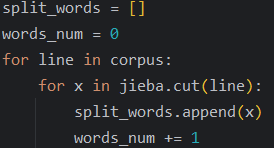 split_words = []
words_num = 0
for line in corpus:
    for x in jieba.cut(line):
        split_words.append(x)
        words_num += 1